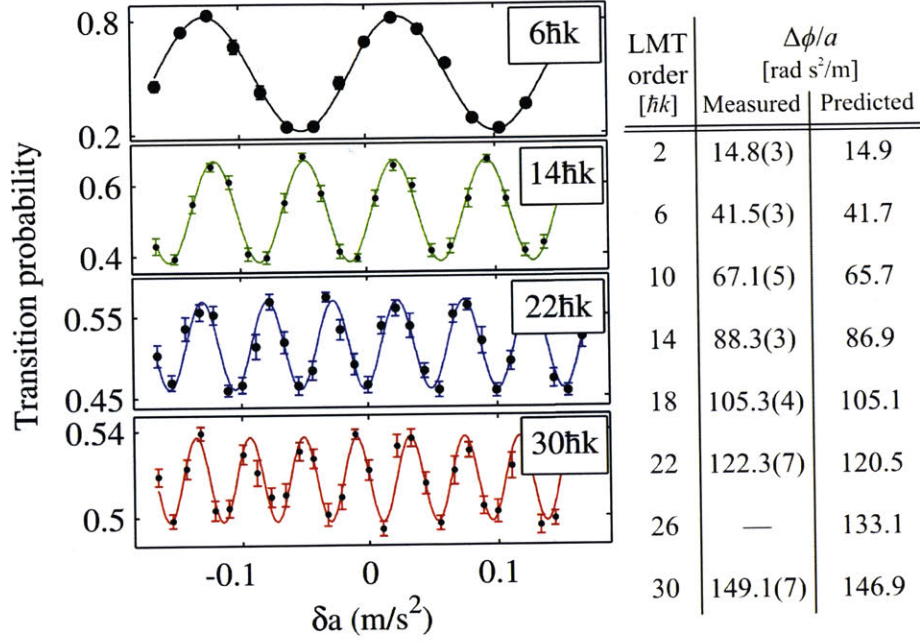 Transition probability
0.8
0.2
6ħk
0.6
0.4
14ħk
0.55
0.45
22ħk
0.54
0.5
30ħk
-0.1 0 0.1
δa (m/s²)
LMT order [ħk] Δϕ/a [rad s²/m]
Measured Predicted
2 14.8(3) 14.9
6 41.5(3) 41.7
10 67.1(5) 65.7
14 88.3(3) 86.9
18 105.3(4) 105.1
22 122.3(7) 120.5
26 — 133.1
30 149.1(7) 146.9